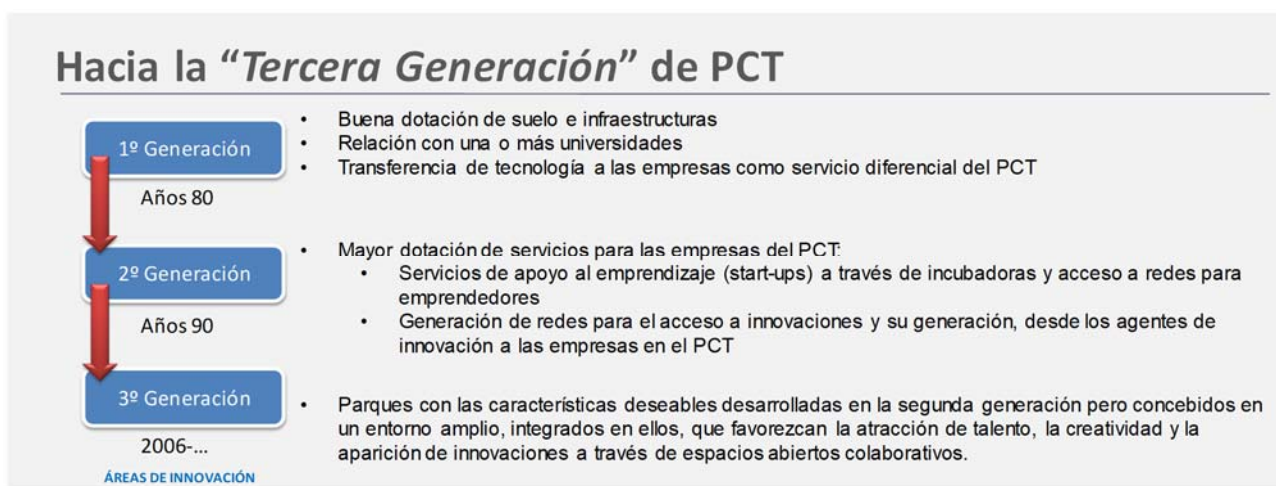 Hacia la “Tercera Generación” de PCT
1º Generación
Años 80
• Buena dotación de suelo e infraestructuras
• Relación con una o más universidades
• Transferencia de tecnología a las empresas como servicio diferencial del PCT
2º Generación
Años 90
• Mayor dotación de servicios para las empresas del PCT:
• Servicios de apoyo al emprendizaje (start-ups) a través de incubadoras y acceso a redes para
emprendedores
• Generación de redes para el acceso a innovaciones y su generación, desde los agentes de
innovación a las empresas en el PCT
3º Generación
2006-...
ÁREAS DE INNOVACIÓN
• Parques con las características deseables desarrolladas en la segunda generación pero concebidos en
un entorno amplio, integrados en ellos, que favorezcan la atracción de talento, la creatividad y la
aparición de innovaciones a través de espacios abiertos colaborativos.